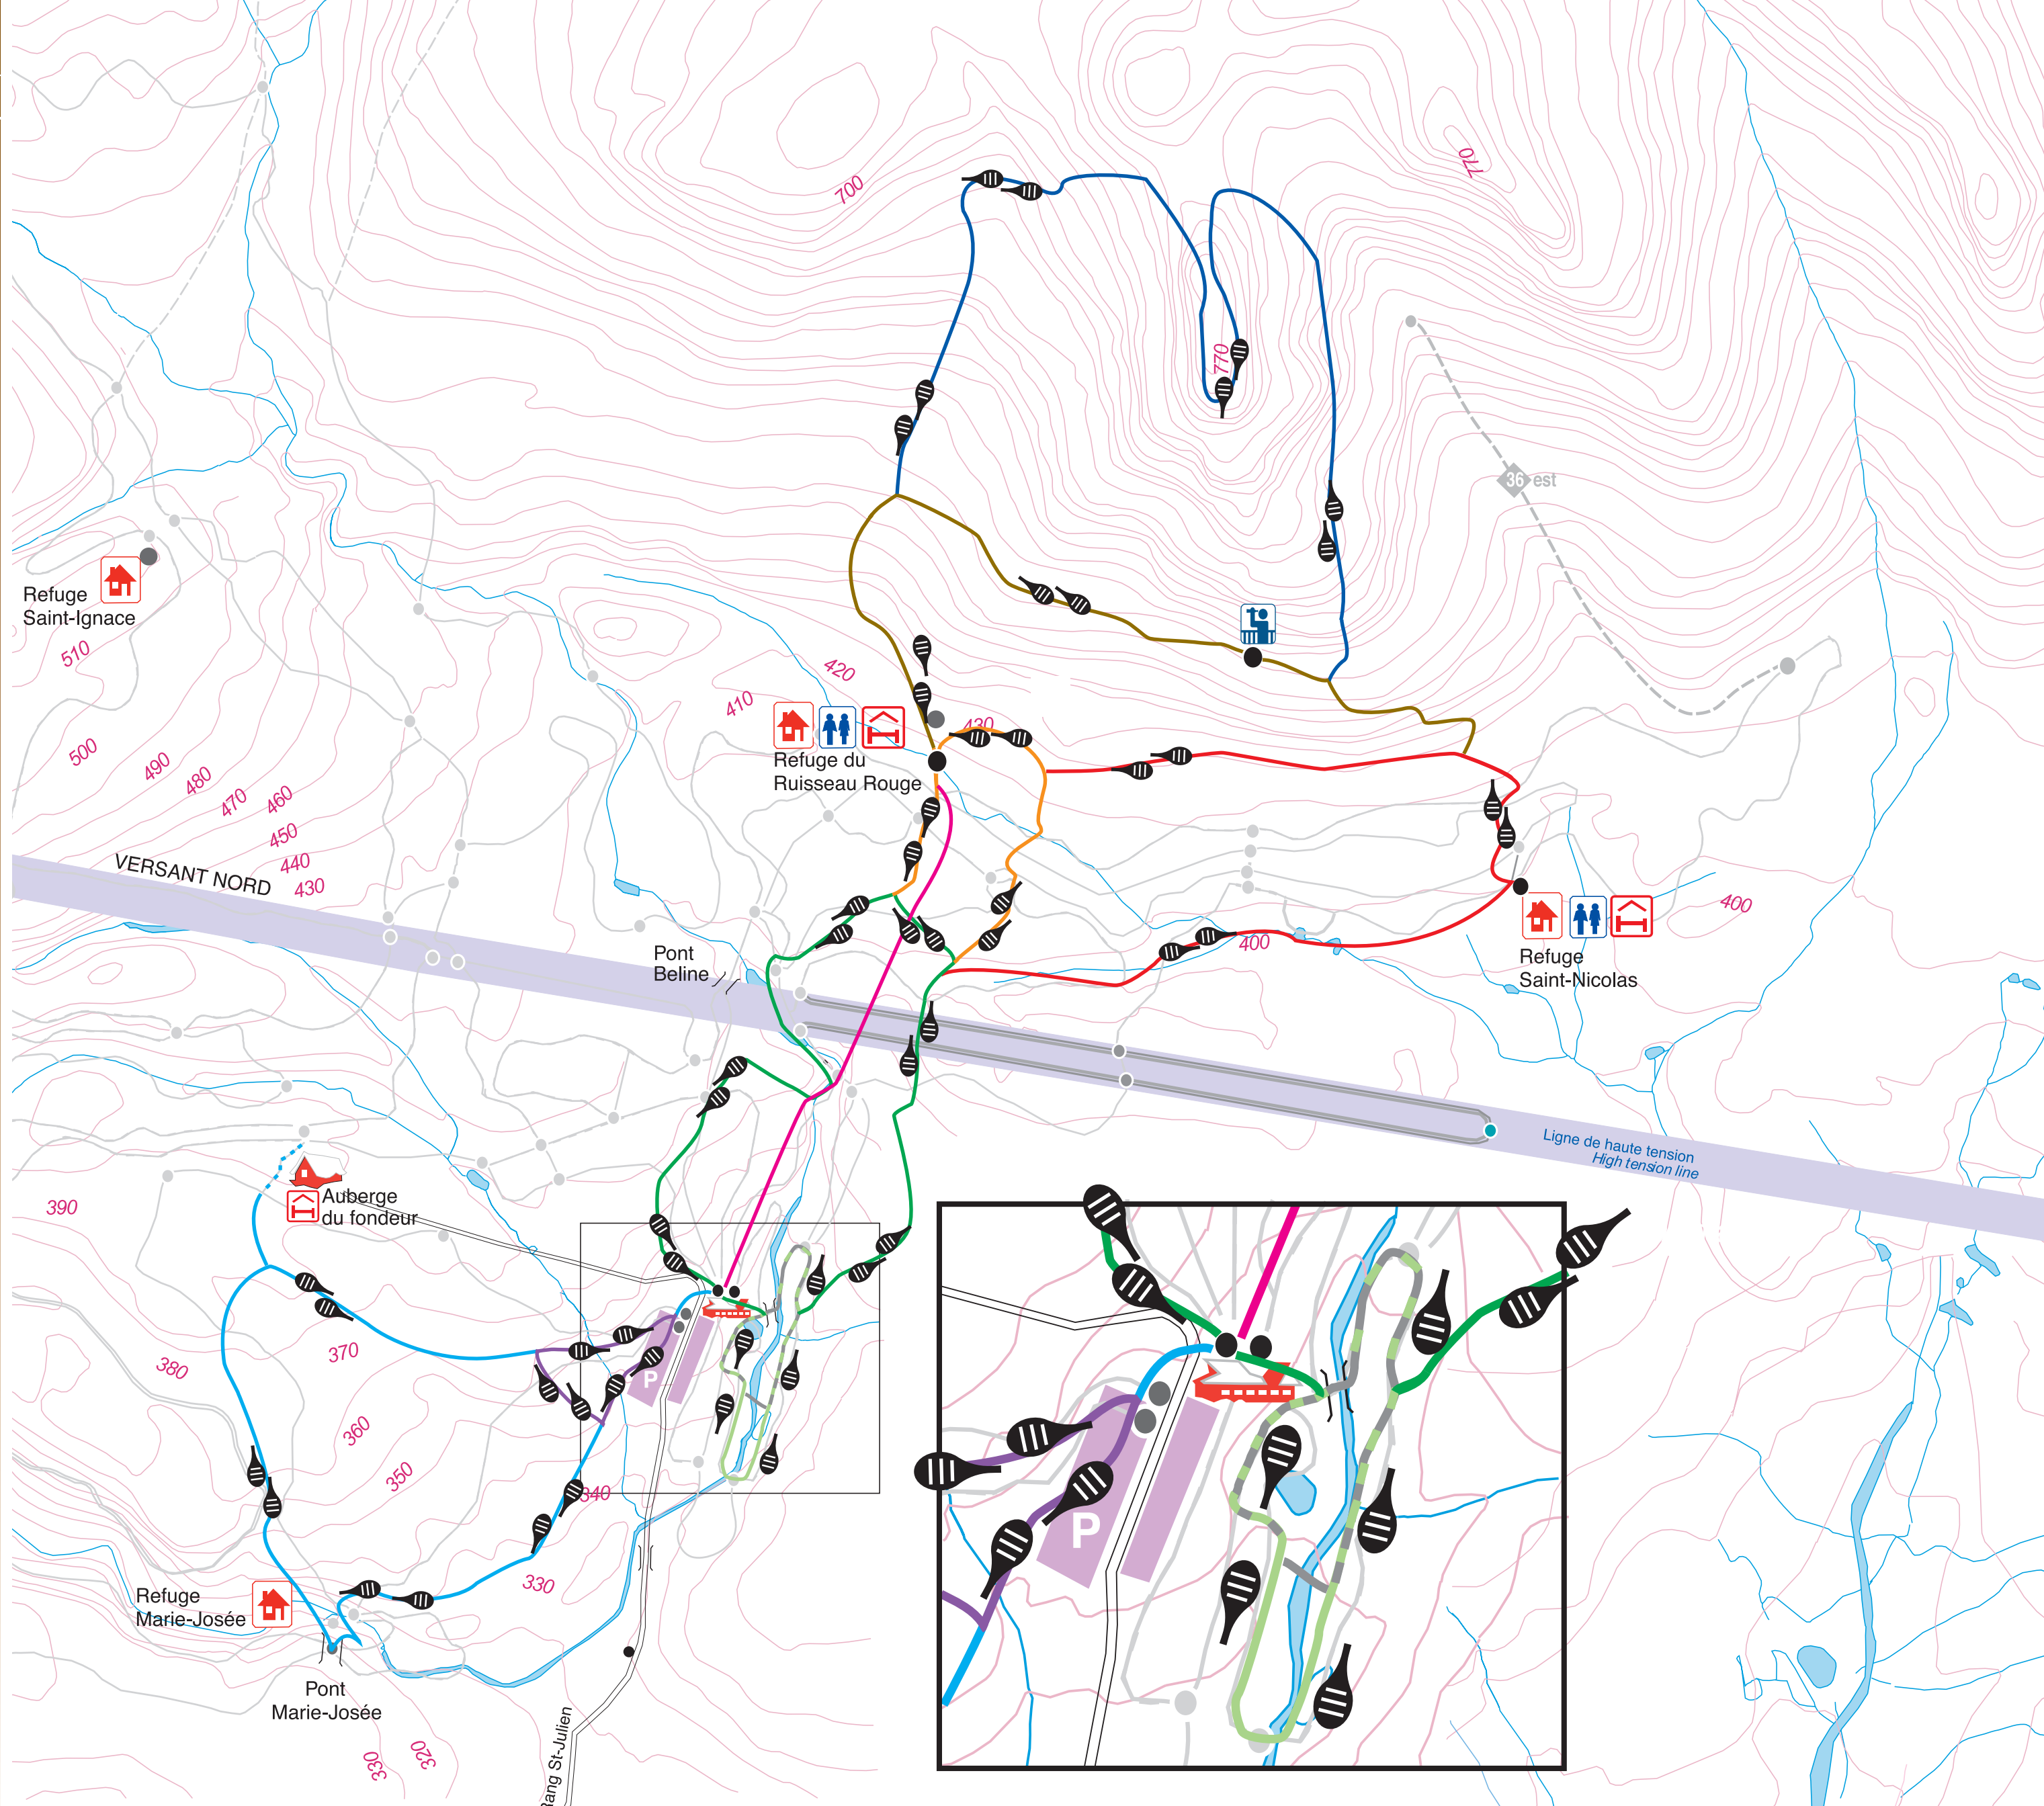 700
770
770
36 est
Refuge
Saint-Ignace
510
500
490
480
470
460
450
440
430
420
410
430
Refuge du
Ruisseau Rouge
VERSANT NORD
400
400
Refuge
Saint-Nicolas
Pont
Beline
Ligne de haute tension
High tension line
390
Auberge
du fondeur
380
370
360
350
340
330
P
P
Refuge
Marie-Josée
Pont
Marie-Josée
330
320
Rang St-Julien